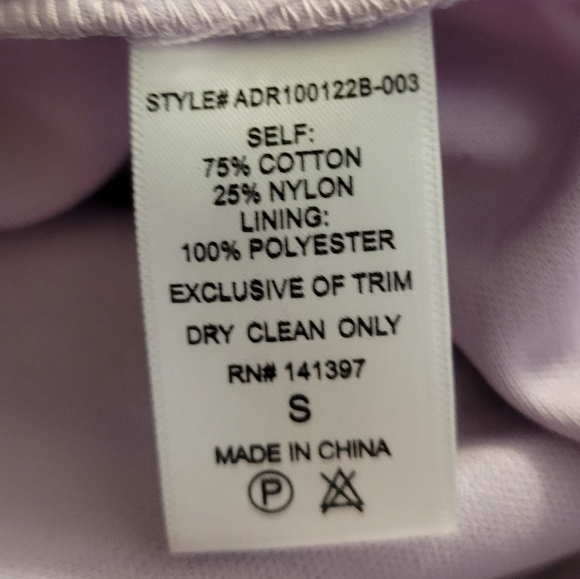 STYLE# ADR100122B-003
SELF:
75% COTTON
25% NYLON
LINING:
100% POLYESTER
EXCLUSIVE OF TRIM
DRY CLEAN ONLY
RN# 141397
S
MADE IN CHINA
P